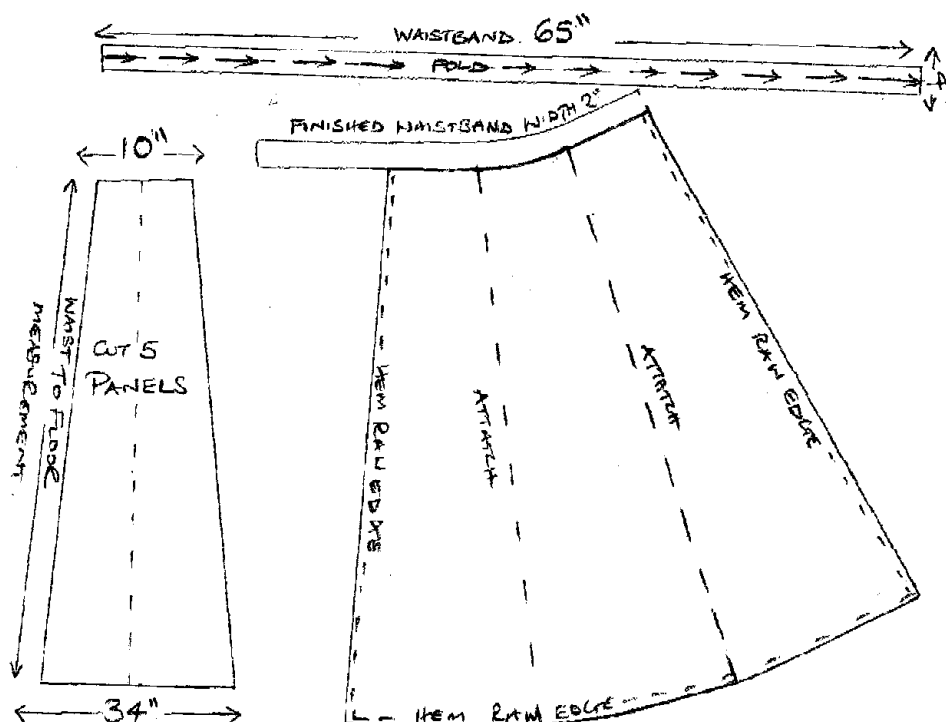 WAISTBAND. 65"
FOLD
FINISHED WAISTBAND WIDTH 2"
10"
WAIST TO FLOOR
MEASUREMENT.
CUT 5
PANELS
34"
HEM RAW EDGE
ATTATCH
ATTATCH
HEM RAW EDGE
HEM RAW EDGE